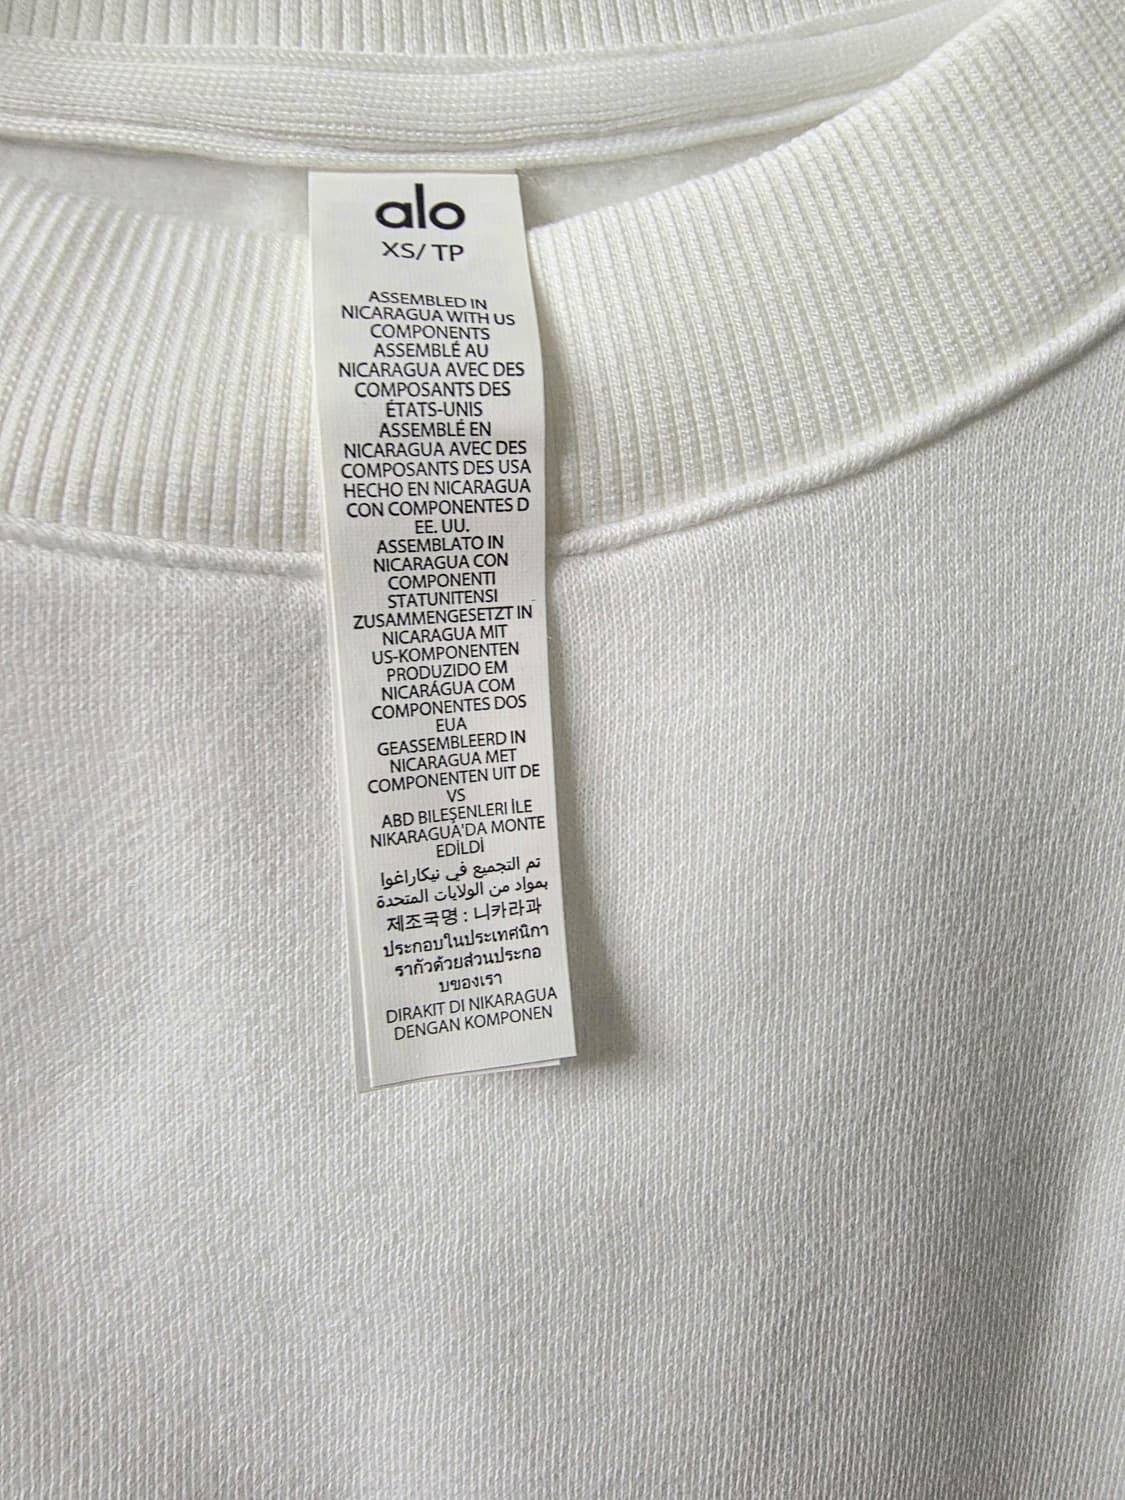 alo
XS/ TP
ASSEMBLED IN
NICARAGUA WITH US
COMPONENTS
ASSEMBLÉ AU
NICARAGUA AVEC DES
COMPOSANTS DES
ÉTATS-UNIS
ASSEMBLÉ EN
NICARAGUA AVEC DES
COMPOSANTS DES USA
HECHO EN NICARAGUA
CON COMPONENTES D
EE. UU.
ASSEMBLATO IN
NICARAGUA CON
COMPONENTI
STATUNITENSI
ZUSAMMENGESETZT IN
NICARAGUA MIT
US-KOMPONENTEN
PRODUZIDO EM
NICARÁGUA COM
COMPONENTES DOS
EUA
GEASSEMBLEERD IN
NICARAGUA MET
COMPONENTEN UIT DE
VS
ABD BILEŞENLERI İLE
NIKARAGUA'DA MONTE
EDİLDİ
تم التجميع في نيكاراغوا
بمواد من الولايات المتحدة
제조국명 : 니카라과
ประกอบในประเทศนิกา
รากัวด้วยส่วนประกอ
บของเรา
DIRAKIT DI NIKARAGUA
DENGAN KOMPONEN